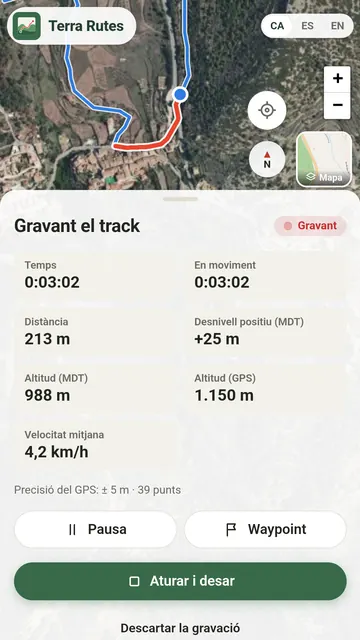 Terra Rutes
CA ES EN
+
−
N
Mapa
Gravant el track
Gravant
Temps
0:03:02
En moviment
0:03:02
Distància
213 m
Desnivell positiu (MDT)
+25 m
Altitud (MDT)
988 m
Altitud (GPS)
1.150 m
Velocitat mitjana
4,2 km/h
Precisió del GPS: ± 5 m · 39 punts
Pausa
Waypoint
Aturar i desar
Descartar la gravació